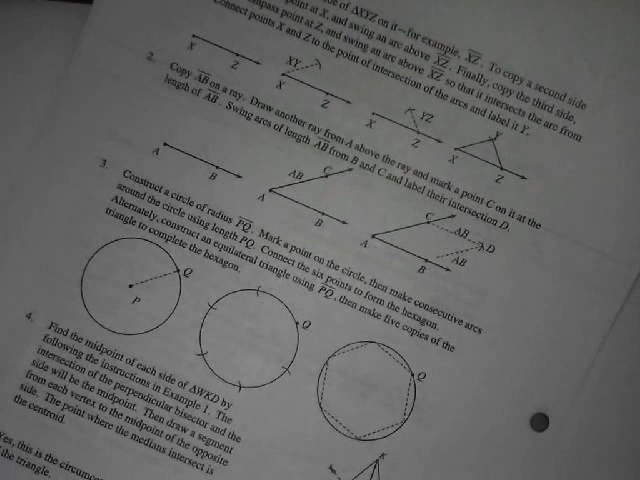 side of ΔXYZ on it—for example, XZ. To copy a second side
point at X, and swing an arc above XZ. Finally, copy the third side,
compass point at Z, and swing an arc above XZ so that it intersects the arc from
Connect points X and Z to the point of intersection of the arcs and label it Y.
X Z XY X Z X YZ Z X Y Z
2. Copy AB on a ray. Draw another ray from A above the ray and mark a point C on it at the
length of AB. Swing arcs of length AB from B and C and label their intersection D.
A B A AB C B A C AB D B AB
3. Construct a circle of radius PQ. Mark a point on the circle, then make consecutive arcs
around the circle using length PQ. Connect the six points to form the hexagon.
Alternately, construct an equilateral triangle using PQ, then make five copies of the
triangle to complete the hexagon.
P Q Q Q
4. Find the midpoint of each side of ΔWKD by
following the instructions in Example 1. The
intersection of the perpendicular bisector and the
side will be the midpoint. Then draw a segment
from each vertex to the midpoint of the opposite
side. The point where the medians intersect is
the centroid.
K
Yes, this is the
the triangle.